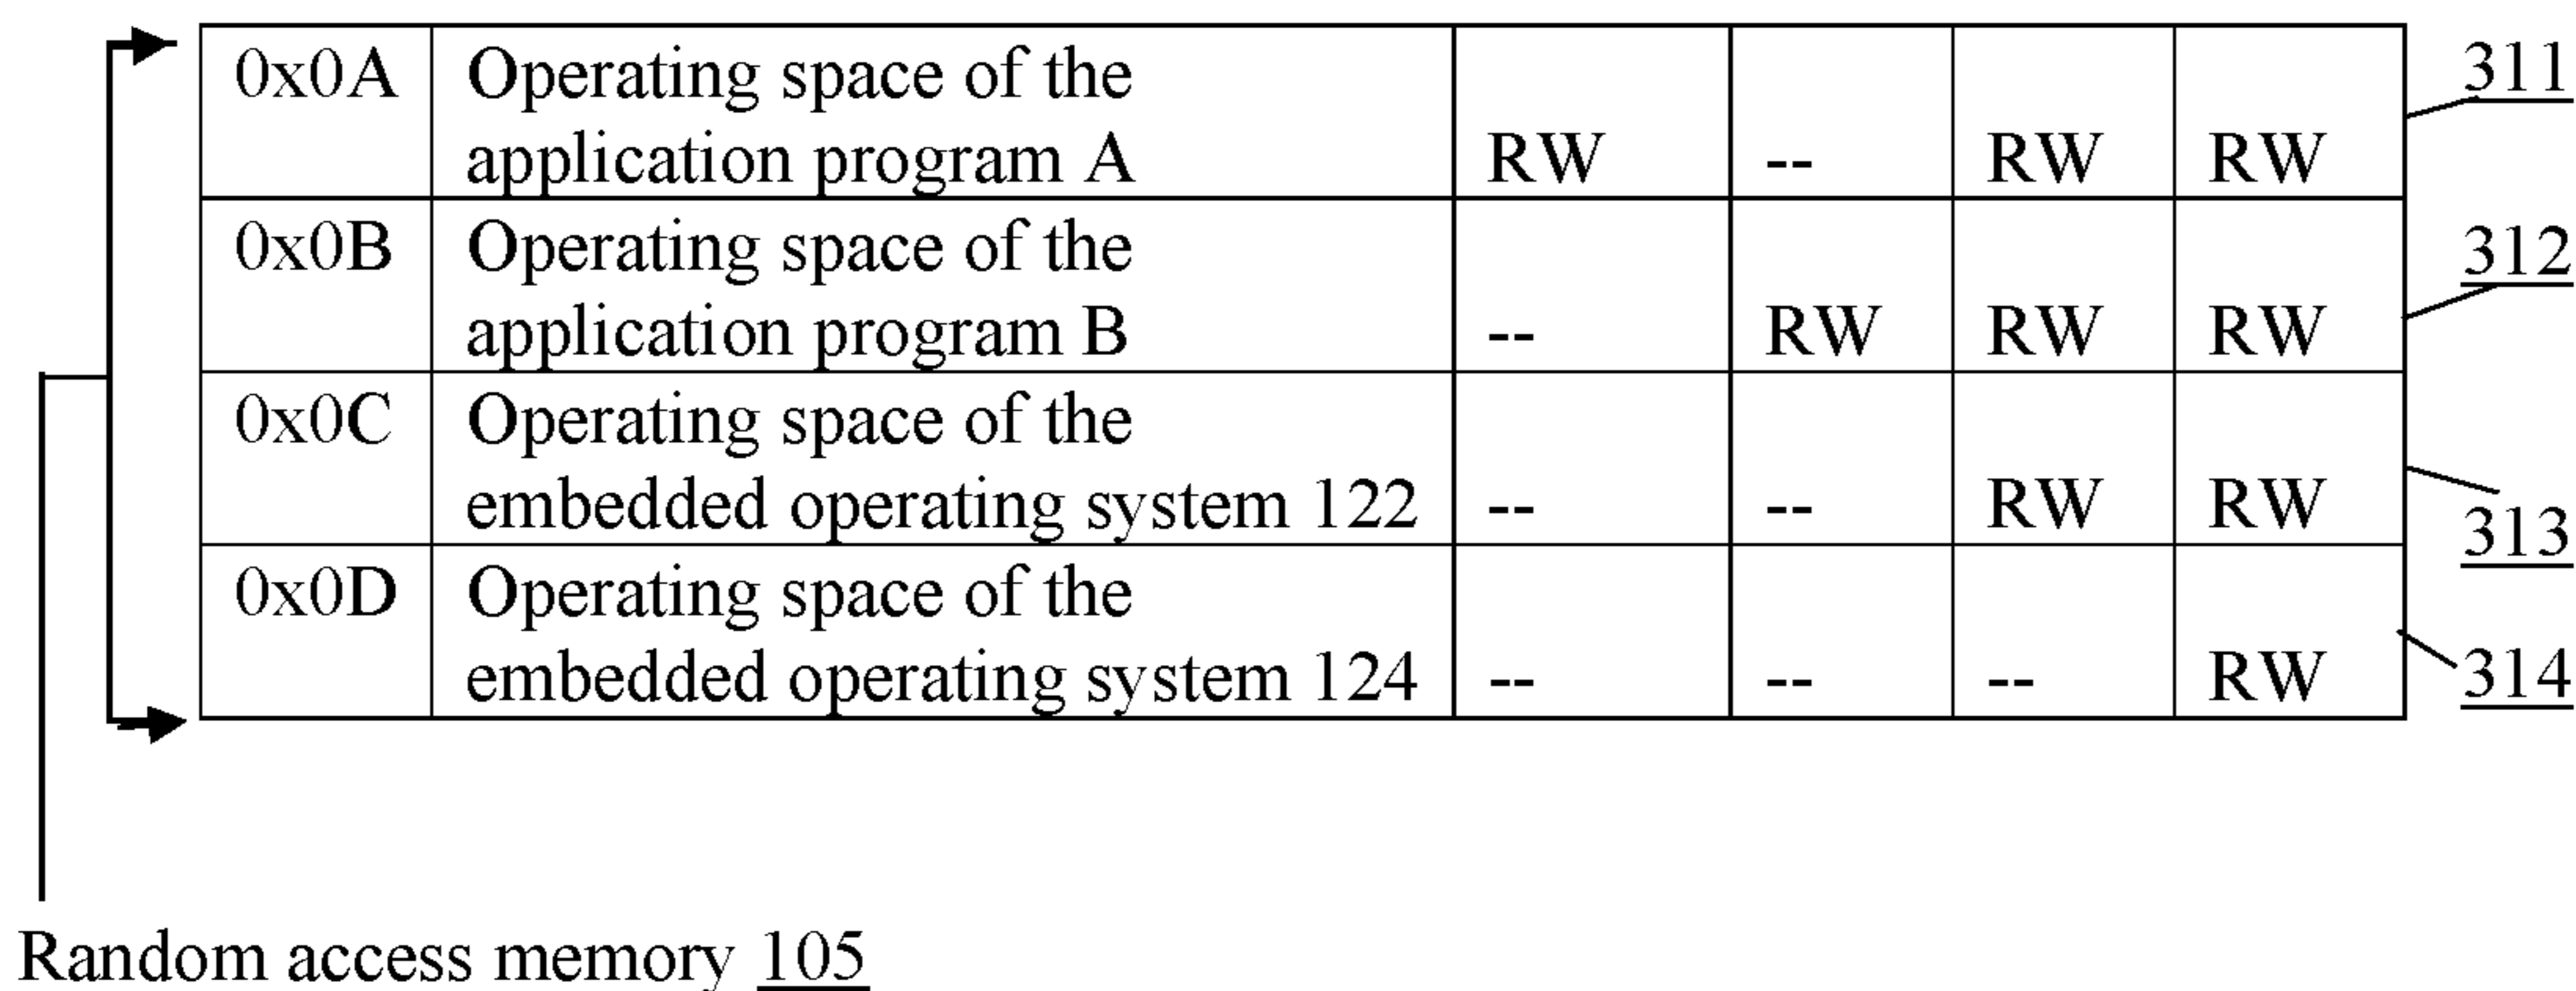 0x0A Operating space of the 311
application program A RW -- RW RW
0x0B Operating space of the 312
application program B -- RW RW RW
0x0C Operating space of the
embedded operating system 122 -- -- RW RW
313
0x0D Operating space of the
embedded operating system 124 -- -- -- RW 314
Random access memory 105